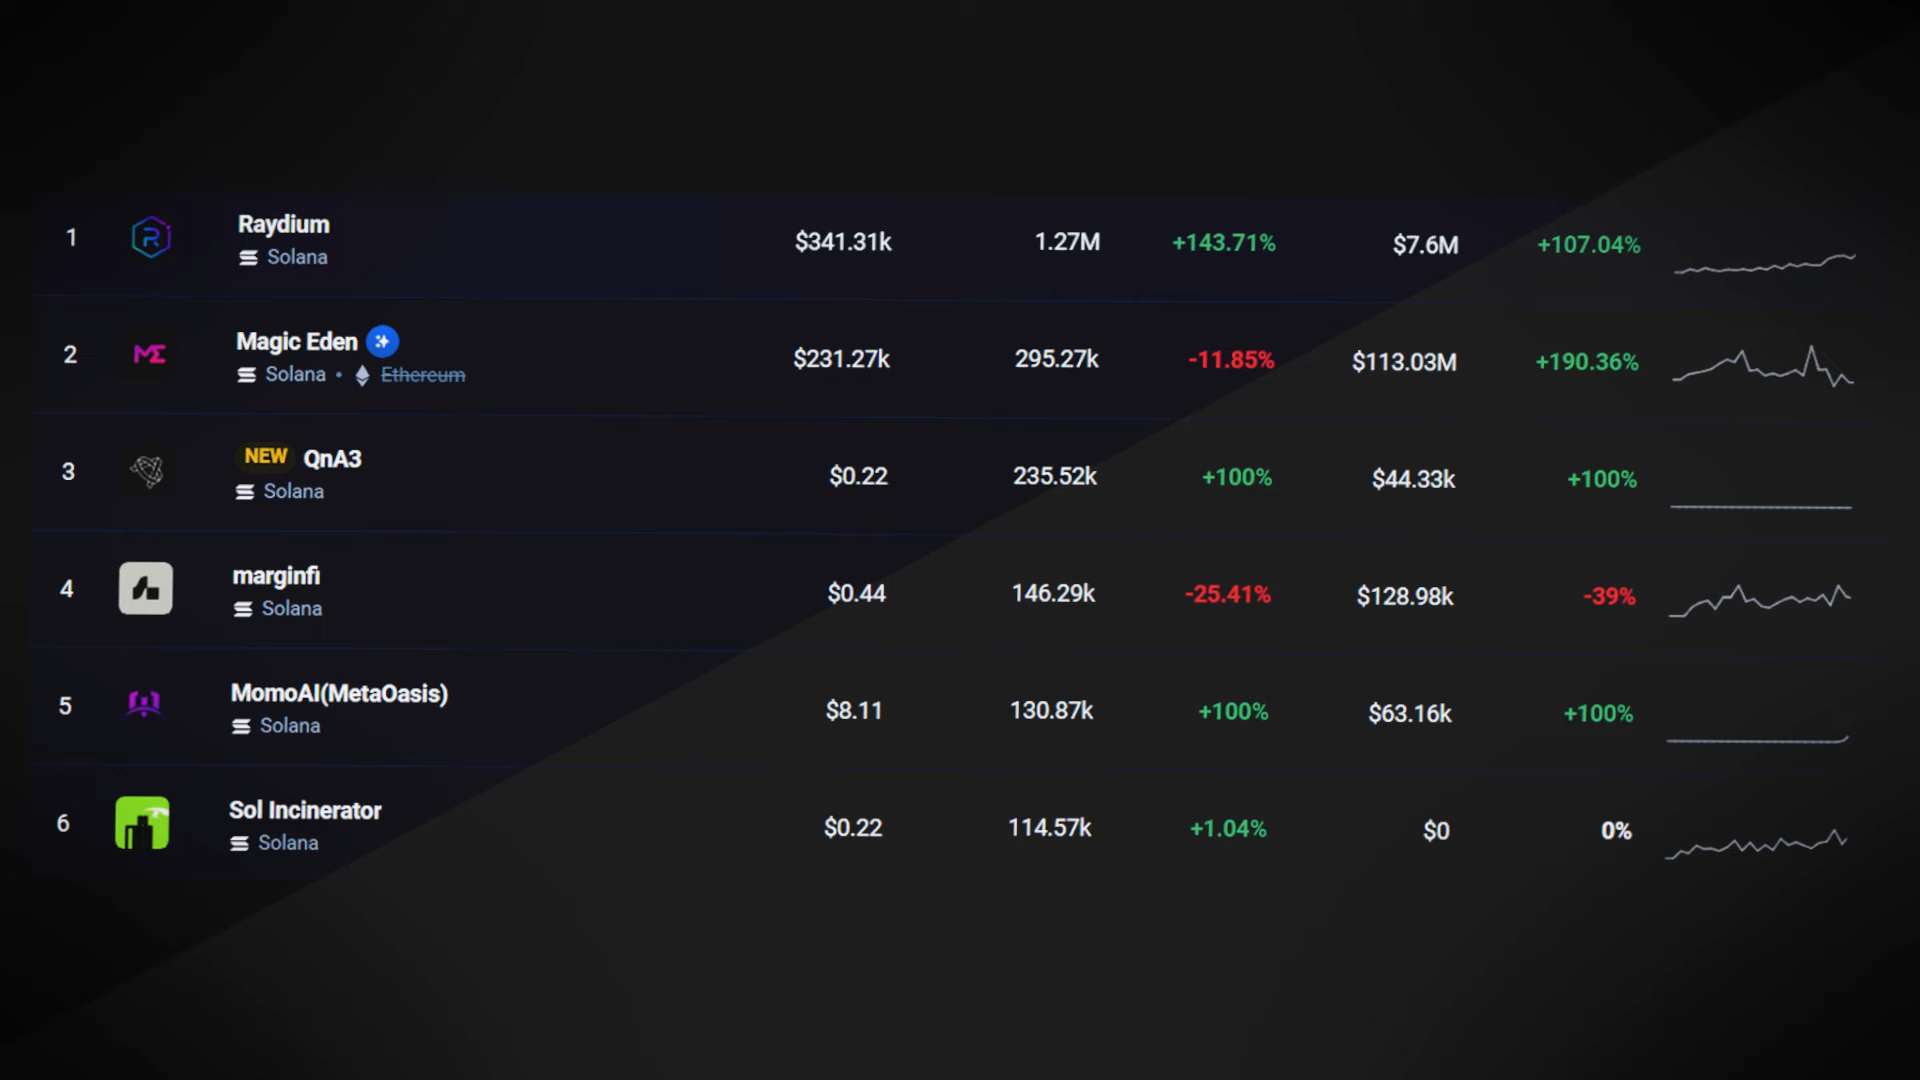 1 Raydium $341.31k 1.27M +143.71% $7.6M +107.04%
Solana
2 Magic Eden $231.27k 295.27k -11.85% $113.03M +190.36%
Solana • Ethereum
3 NEW QnA3 $0.22 235.52k +100% $44.33k +100%
Solana
4 marginfi $0.44 146.29k -25.41% $128.98k -39%
Solana
5 MomoAI(MetaOasis) $8.11 130.87k +100% $63.16k +100%
Solana
6 Sol Incinerator $0.22 114.57k +1.04% $0 0%
Solana